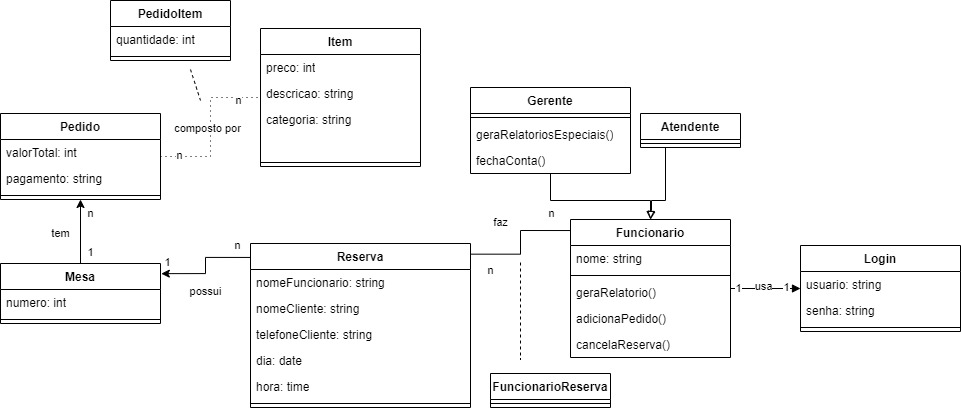 PedidoItem
quantidade: int
Item
preco: int
descricao: string
categoria: string
n
composto por
n
Pedido
valorTotal: int
pagamento: string
Gerente
geraRelatoriosEspeciais()
fechaConta()
Atendente
n
tem
1
Mesa
numero: int
n
1
possui
Reserva
nomeFuncionario: string
nomeCliente: string
telefoneCliente: string
dia: date
hora: time
faz
n
n
Funcionario
nome: string
geraRelatorio()
adicionaPedido()
cancelaReserva()
1
usa
1
Login
usuario: string
senha: string
FuncionarioReserva